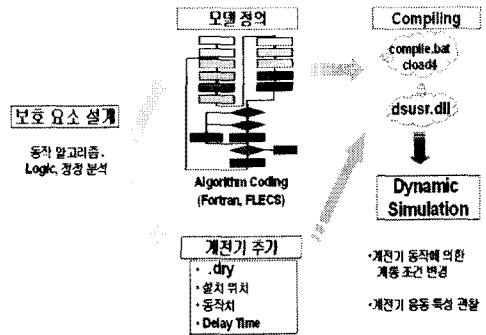 보호 요소 설계
동작 알고리즘,
Logic, 정정 분석
모델 정의
Algorithm Coding
(Fortran, FLECS)
계전기 추가
• .dry
• 설치 위치
• 동작치
• Delay Time
Compiling
compile.bat
cload4
dsusr.dll
Dynamic
Simulation
•계전기 동작에 의한
계통 조건 변경
•계전기 응동 특성 관찰